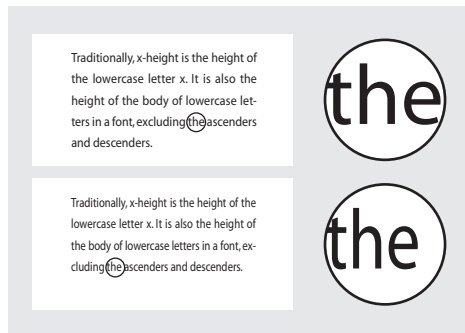 Traditionally, x-height is the height of
the lowercase letter x. It is also the
height of the body of lowercase let-
ters in a font, excluding the ascenders
and descenders.
the
Traditionally, x-height is the height of the
lowercase letter x. It is also the height of
the body of lowercase letters in a font, ex-
cluding the ascenders and descenders.
the